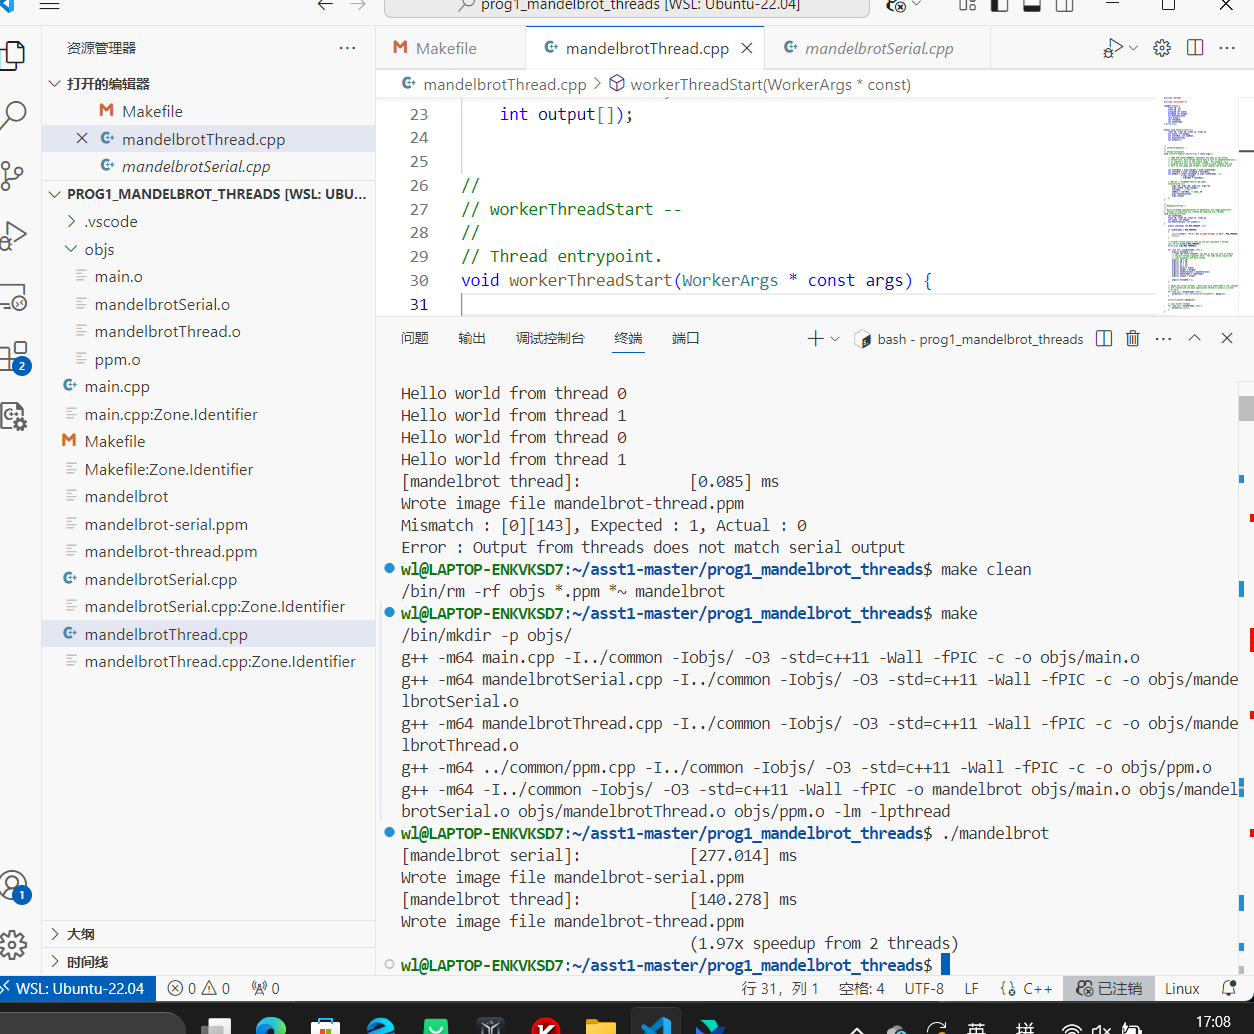 prog1_mandelbrot_threads [WSL: Ubuntu-22.04]
资源管理器
打开的编辑器
Makefile
mandelbrotThread.cpp
mandelbrotSerial.cpp
PROG1_MANDELBROT_THREADS [WSL: UBU...
.vscode
objs
main.o
mandelbrotSerial.o
mandelbrotThread.o
ppm.o
main.cpp
main.cpp:Zone.Identifier
Makefile
Makefile:Zone.Identifier
mandelbrot
mandelbrot-serial.ppm
mandelbrot-thread.ppm
mandelbrotSerial.cpp
mandelbrotSerial.cpp:Zone.Identifier
mandelbrotThread.cpp
mandelbrotThread.cpp:Zone.Identifier
大纲
时间线
2
1
Makefile
mandelbrotThread.cpp
mandelbrotSerial.cpp
mandelbrotThread.cpp > workerThreadStart(WorkerArgs * const)
23 int output[]);
24
25
26 //
27 // workerThreadStart --
28 //
29 // Thread entrypoint.
30 void workerThreadStart(WorkerArgs * const args) {
31
问题 输出 调试控制台 终端 端口
bash - prog1_mandelbrot_threads
Hello world from thread 0
Hello world from thread 1
Hello world from thread 0
Hello world from thread 1
[mandelbrot thread]: [0.085] ms
Wrote image file mandelbrot-thread.ppm
Mismatch : [0][143], Expected : 1, Actual : 0
Error : Output from threads does not match serial output
wl@LAPTOP-ENKVKSD7:~/asst1-master/prog1_mandelbrot_threads$ make clean
/bin/rm -rf objs *.ppm *~ mandelbrot
wl@LAPTOP-ENKVKSD7:~/asst1-master/prog1_mandelbrot_threads$ make
/bin/mkdir -p objs/
g++ -m64 main.cpp -I../common -Iobjs/ -O3 -std=c++11 -Wall -fPIC -c -o objs/main.o
g++ -m64 mandelbrotSerial.cpp -I../common -Iobjs/ -O3 -std=c++11 -Wall -fPIC -c -o objs/mande
lbrotSerial.o
g++ -m64 mandelbrotThread.cpp -I../common -Iobjs/ -O3 -std=c++11 -Wall -fPIC -c -o objs/mande
lbrotThread.o
g++ -m64 ../common/ppm.cpp -I../common -Iobjs/ -O3 -std=c++11 -Wall -fPIC -c -o objs/ppm.o
g++ -m64 -I../common -Iobjs/ -O3 -std=c++11 -Wall -fPIC -o mandelbrot objs/main.o objs/mandel
brotSerial.o objs/mandelbrotThread.o objs/ppm.o -lm -lpthread
wl@LAPTOP-ENKVKSD7:~/asst1-master/prog1_mandelbrot_threads$ ./mandelbrot
[mandelbrot serial]: [277.014] ms
Wrote image file mandelbrot-serial.ppm
[mandelbrot thread]: [140.278] ms
Wrote image file mandelbrot-thread.ppm
(1.97x speedup from 2 threads)
wl@LAPTOP-ENKVKSD7:~/asst1-master/prog1_mandelbrot_threads$
WSL: Ubuntu-22.04 0 0 0 行 31，列 1 空格: 4 UTF-8 LF C++ 已注销 Linux
英 拼 17:08